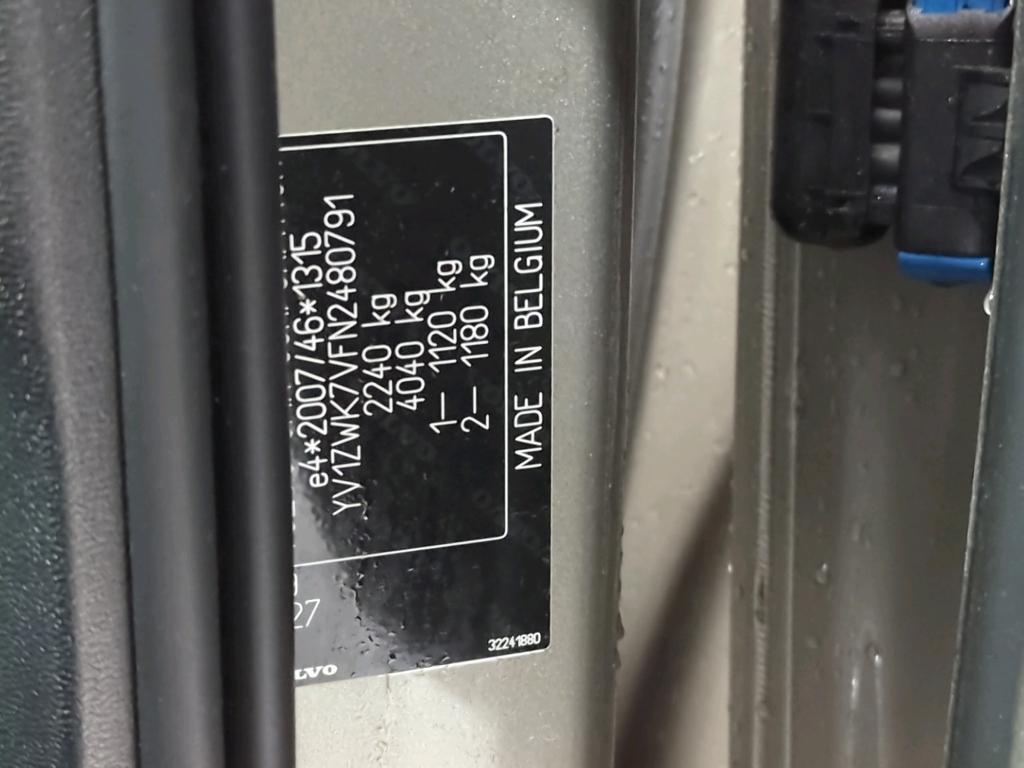 e4*2007/46*1315
YV1ZWK7VFN2480791
2240 kg
4040 kg
1— 1120 kg
2— 1180 kg
MADE IN BELGIUM
27
32241880